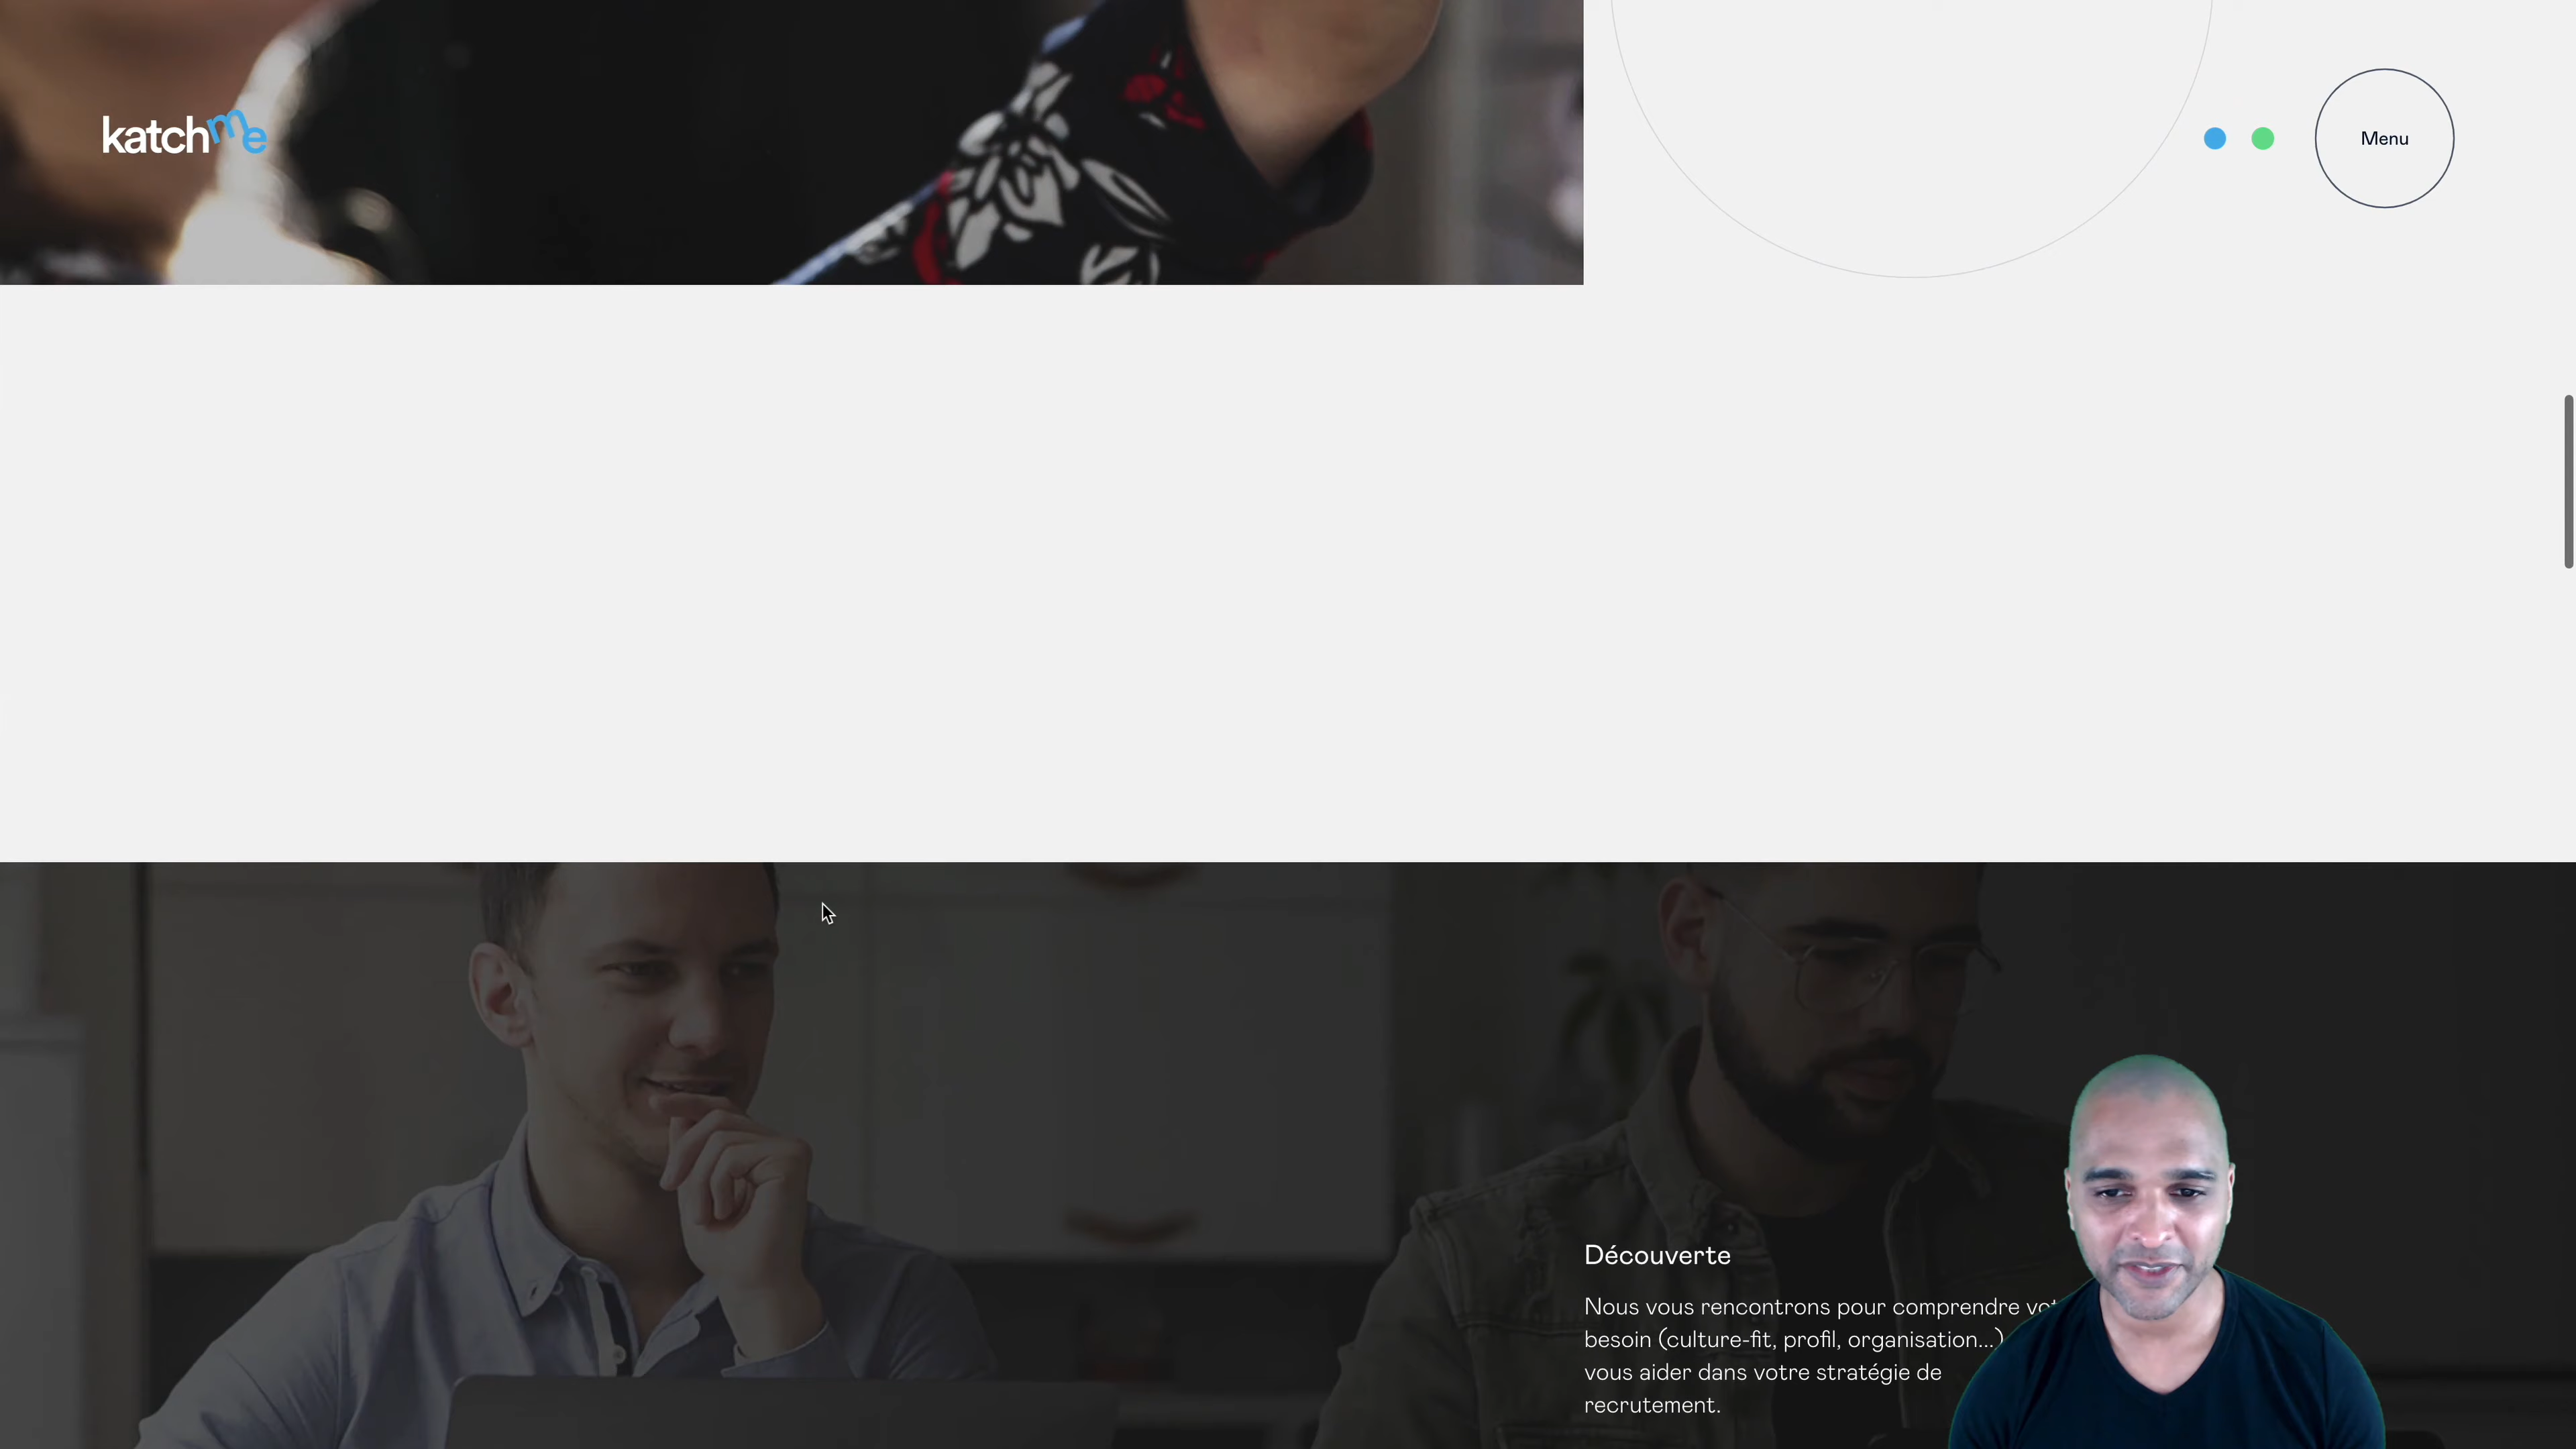 katchme
Menu
Découverte
Nous vous rencontrons pour comprendre
besoin (culture-fit, profil, organisation...)
vous aider dans votre stratégie de
recrutement.